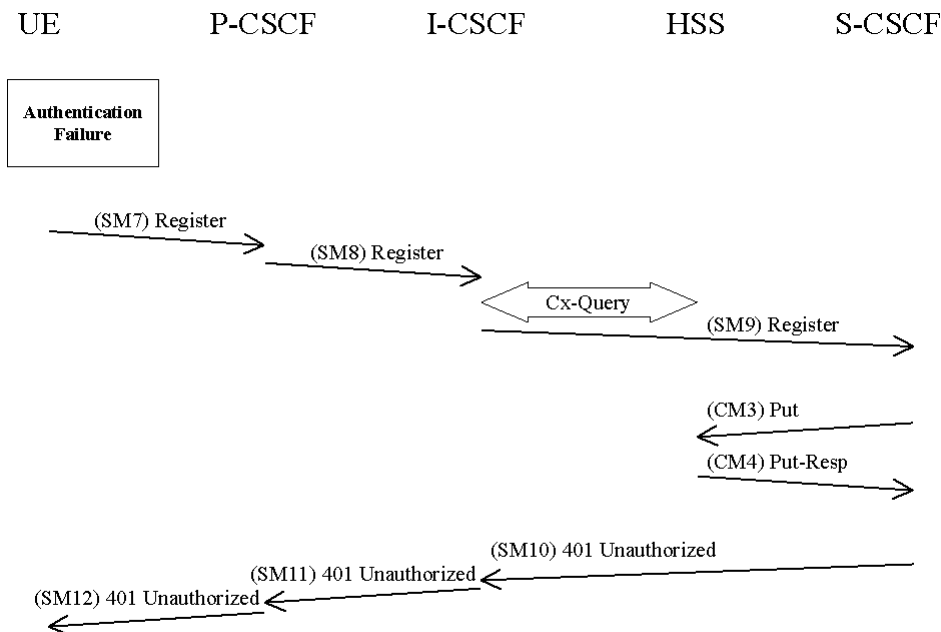 UE P-CSCF I-CSCF HSS S-CSCF
Authentication
Failure
(SM7) Register
(SM8) Register
Cx-Query
(SM9) Register
(CM3) Put
(CM4) Put-Resp
(SM10) 401 Unauthorized
(SM11) 401 Unauthorized
(SM12) 401 Unauthorized